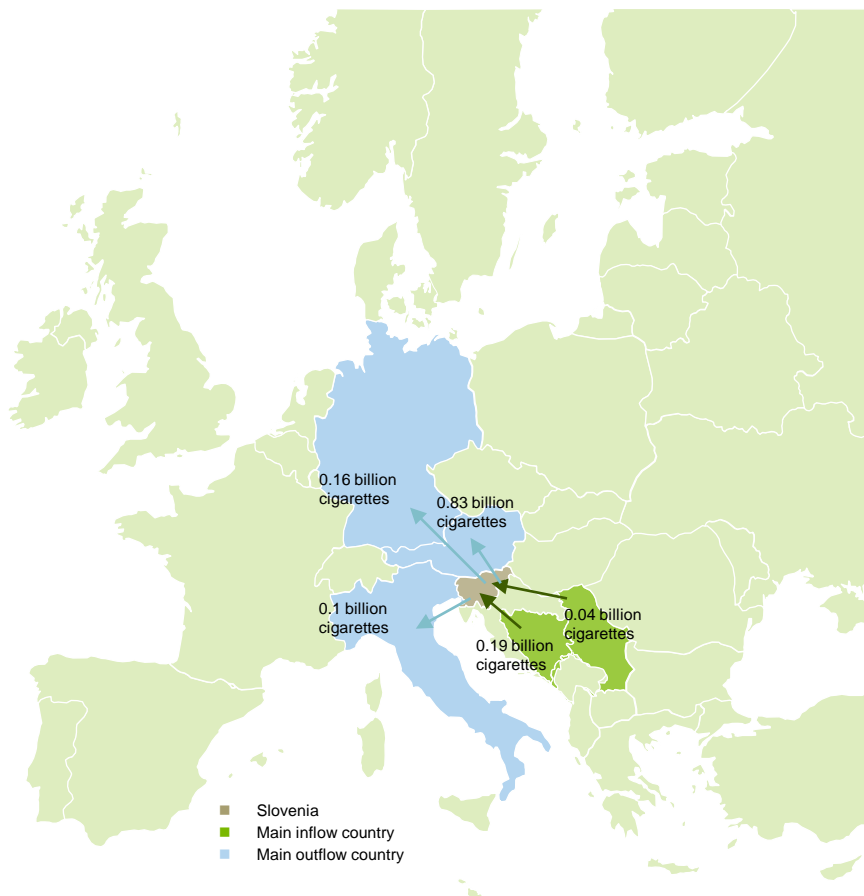 0.16 billion
cigarettes
0.83 billion
cigarettes
0.1 billion
cigarettes
0.04 billion
cigarettes
0.19 billion
cigarettes
Slovenia
Main inflow country
Main outflow country